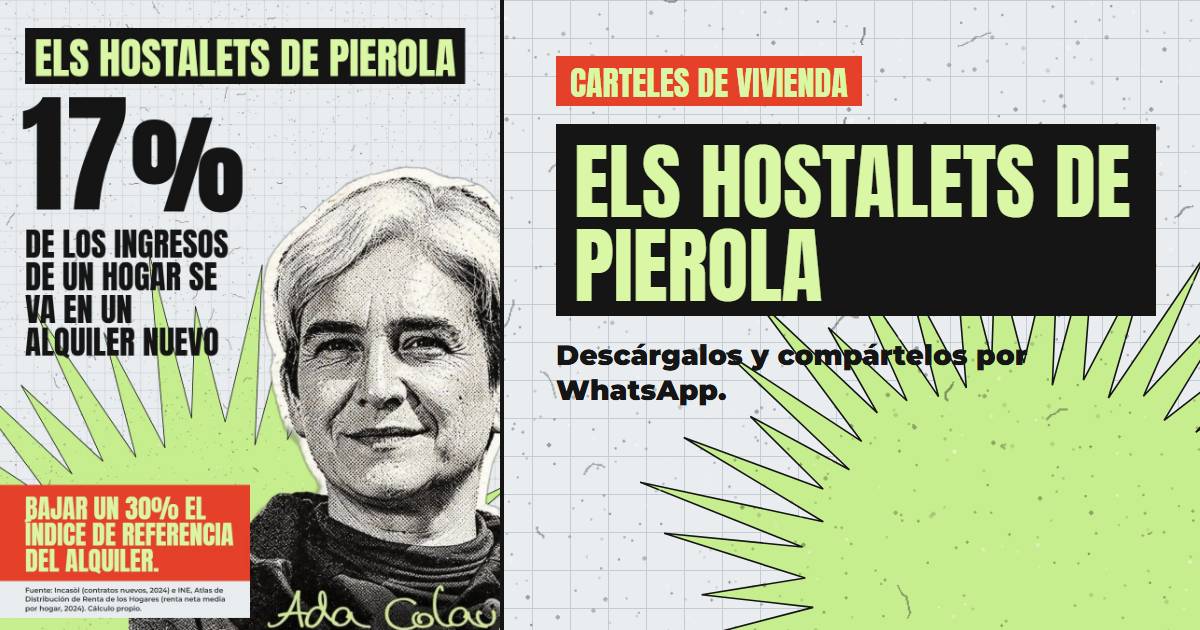 ELS HOSTALETS DE PIEROLA
17%
DE LOS INGRESOS
DE UN HOGAR SE
VA EN UN
ALQUILER NUEVO
BAJAR UN 30% EL
ÍNDICE DE REFERENCIA
DEL ALQUILER.
Fuente: Incasòl (contratos nuevos, 2024) e INE, Atlas de
Distribución de Renta de los Hogares (renta neta media
por hogar, 2024). Cálculo propio.
Ada Colau
CARTELES DE VIVIENDA
ELS HOSTALETS DE
PIEROLA
Descárgalos y compártelos por
WhatsApp.